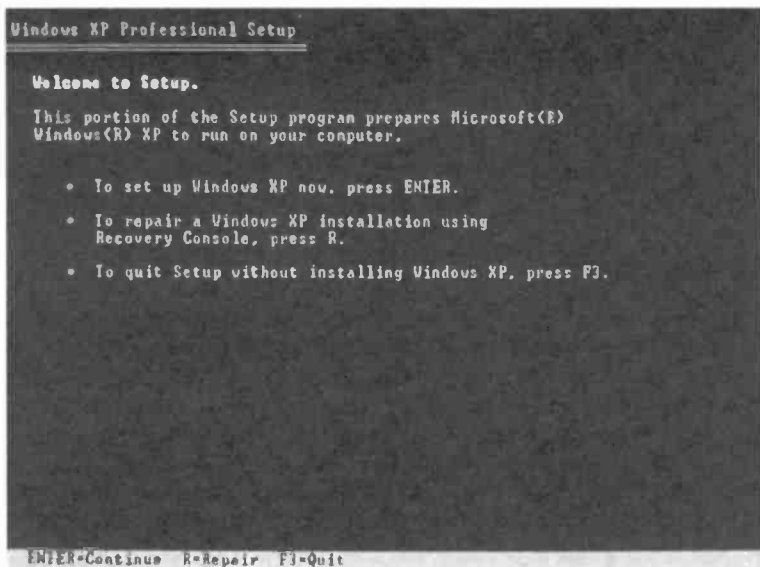 Windows XP Professional Setup
Welcome to Setup.
This portion of the Setup program prepares Microsoft(R)
Windows(R) XP to run on your computer.
• To set up Windows XP now, press ENTER.
• To repair a Windows XP installation using
Recovery Console, press R.
• To quit Setup without installing Windows XP, press F3.
ENTER=Continue R=Repair F3=Quit